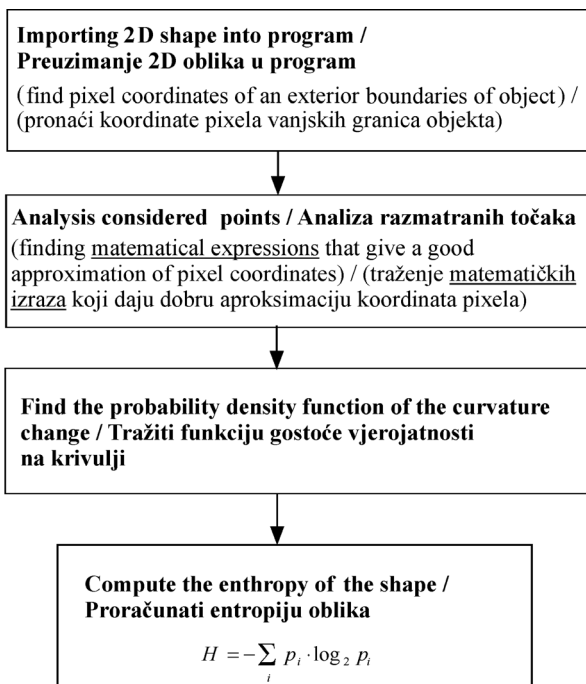 Importing 2D shape into program /
Preuzimanje 2D oblika u program
(find pixel coordinates of an exterior boundaries of object) /
(pronaći koordinate pixela vanjskih granica objekta)
Analysis considered points / Analiza razmatranih točaka
(finding matematical expressions that give a good
approximation of pixel coordinates) / (traženje matematičkih
izraza koji daju dobru aproksimaciju koordinata pixela)
Find the probability density function of the curvature
change / Tražiti funkciju gostoće vjerojatnosti
na krivulji
Compute the enthropy of the shape /
Proračunati entropiju oblika
H = −∑ᵢ pᵢ · log₂ pᵢ